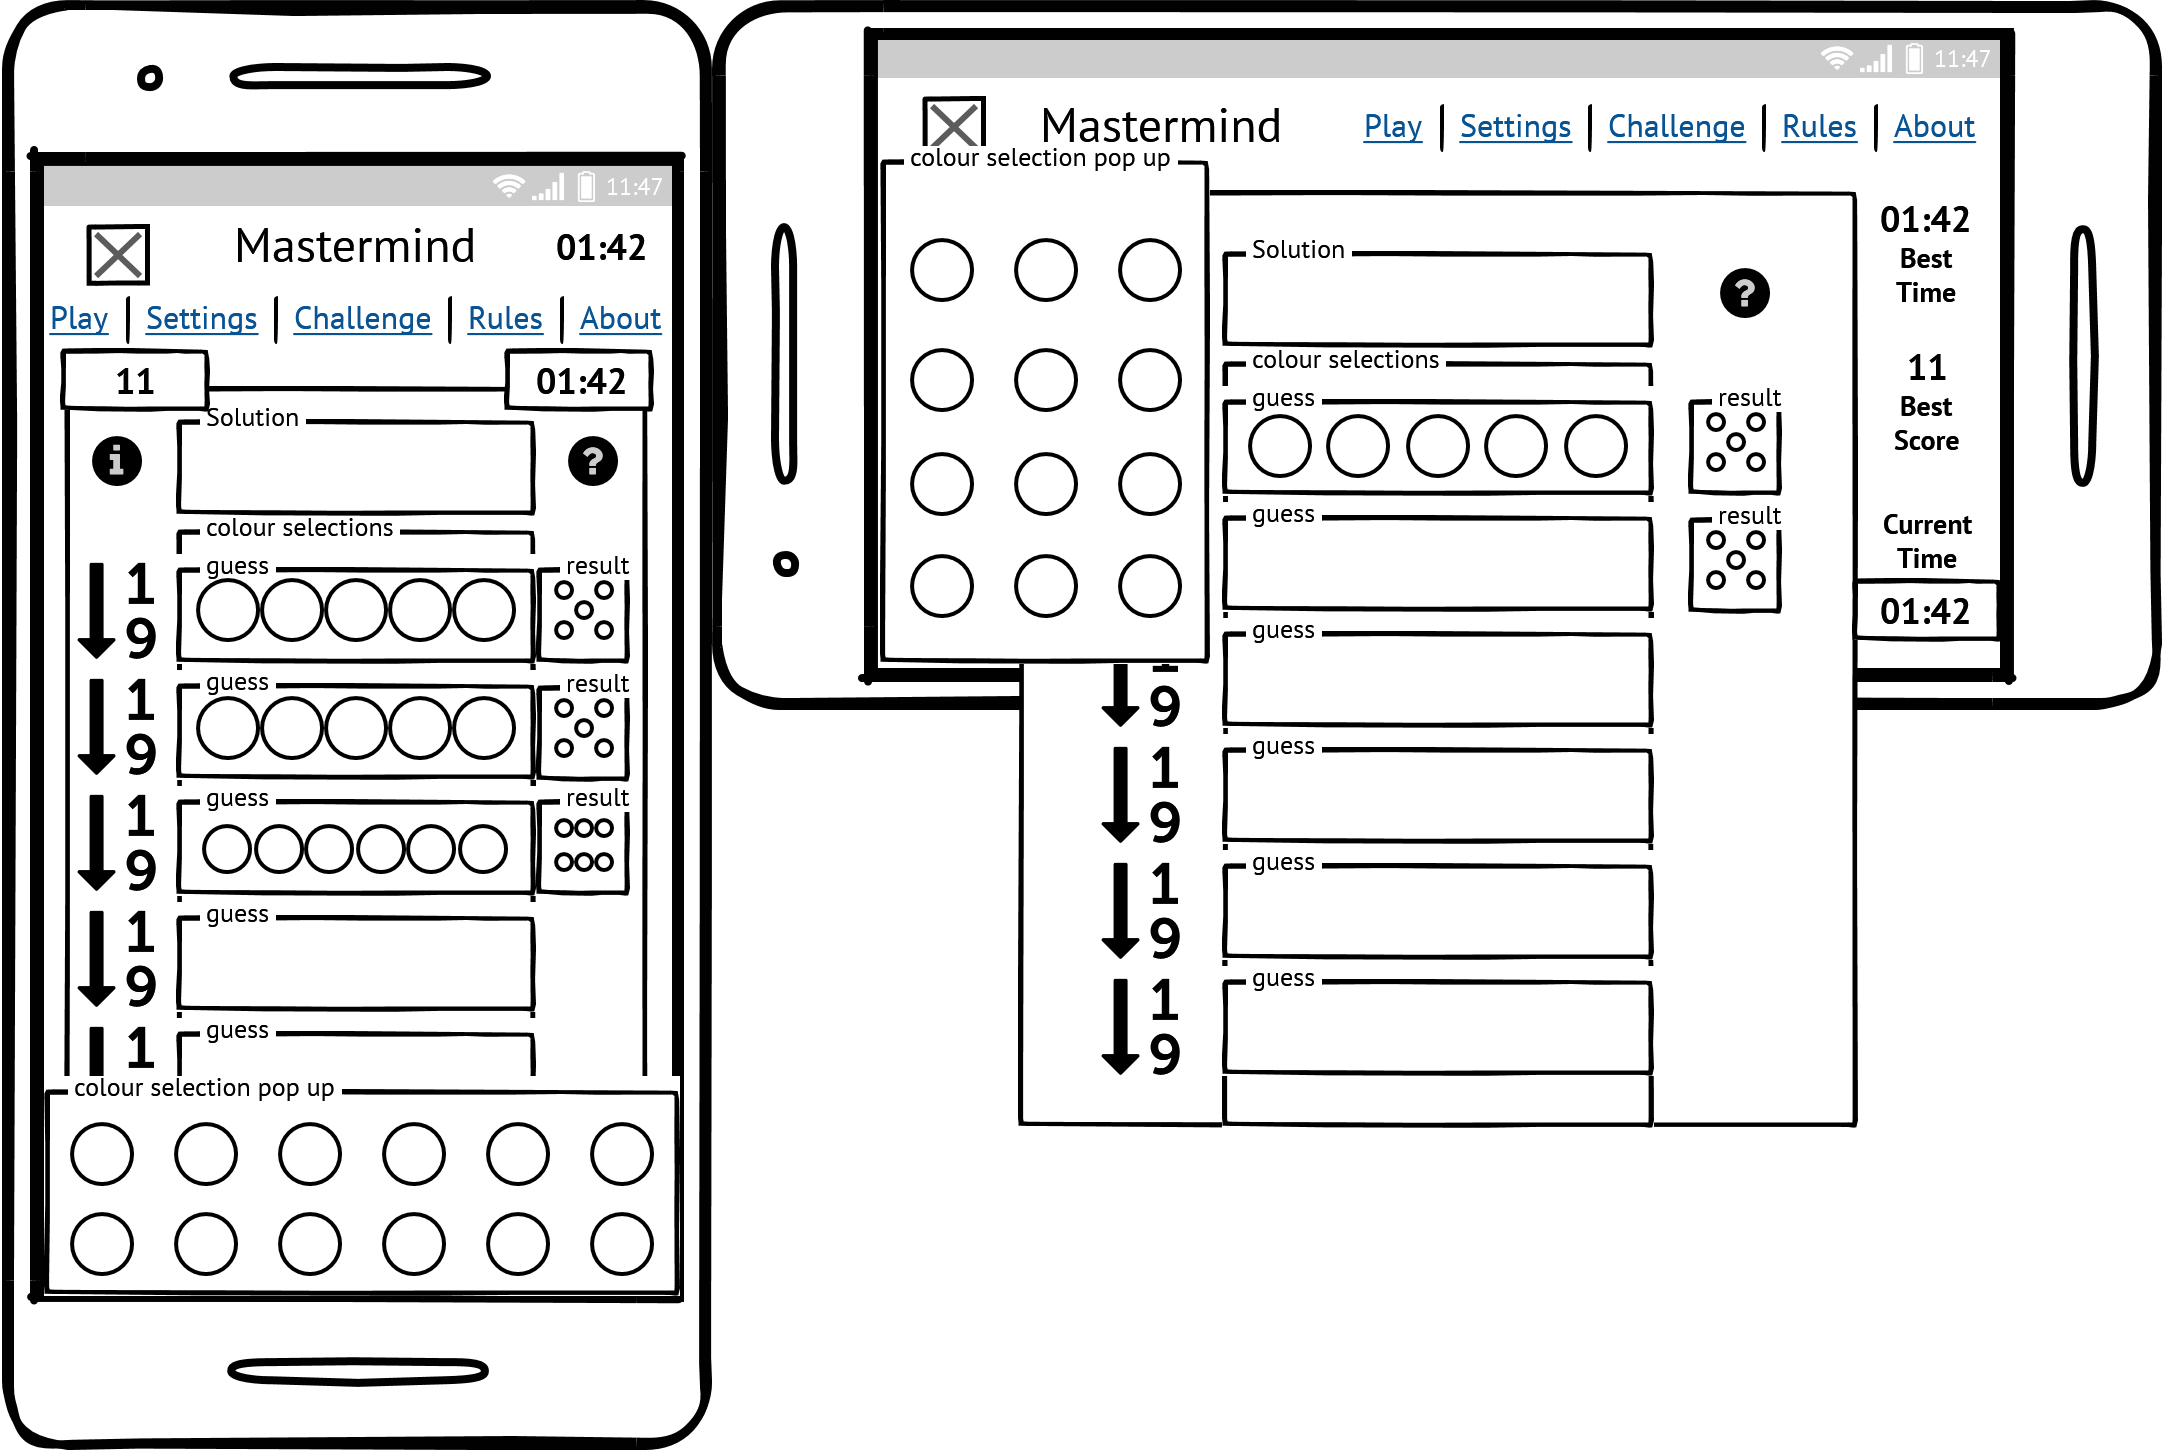 11:47
Mastermind 01:42
Play Settings Challenge Rules About
11 01:42
Solution
i ?
colour selections
guess result
1
9
guess result
1
9
guess result
1
9
guess
1
9
guess
1
colour selection pop up
11:47
Mastermind Play Settings Challenge Rules About
colour selection pop up
Solution
?
colour selections
guess result
guess result
guess
9
guess
1
9
guess
1
9
guess
1
9
01:42
Best
Time
11
Best
Score
Current
Time
01:42